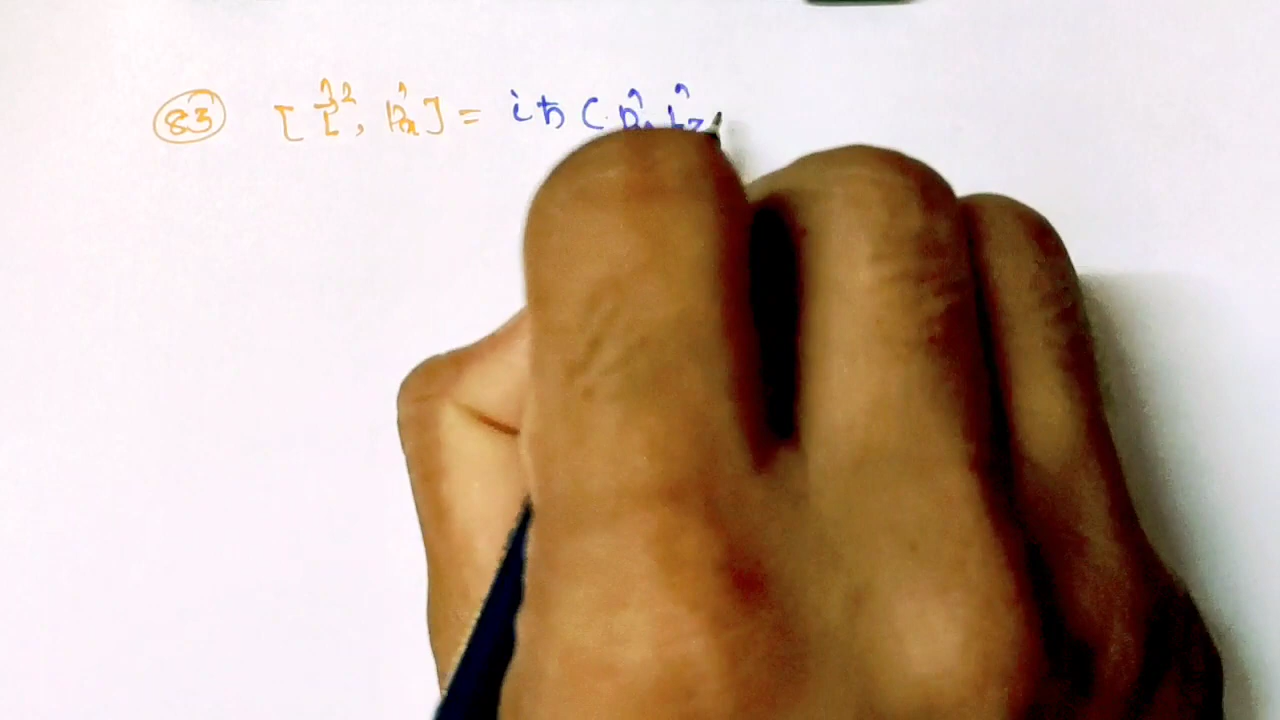 83 [L̂², p̂ₓ] = iħ ( p̂ L̂z